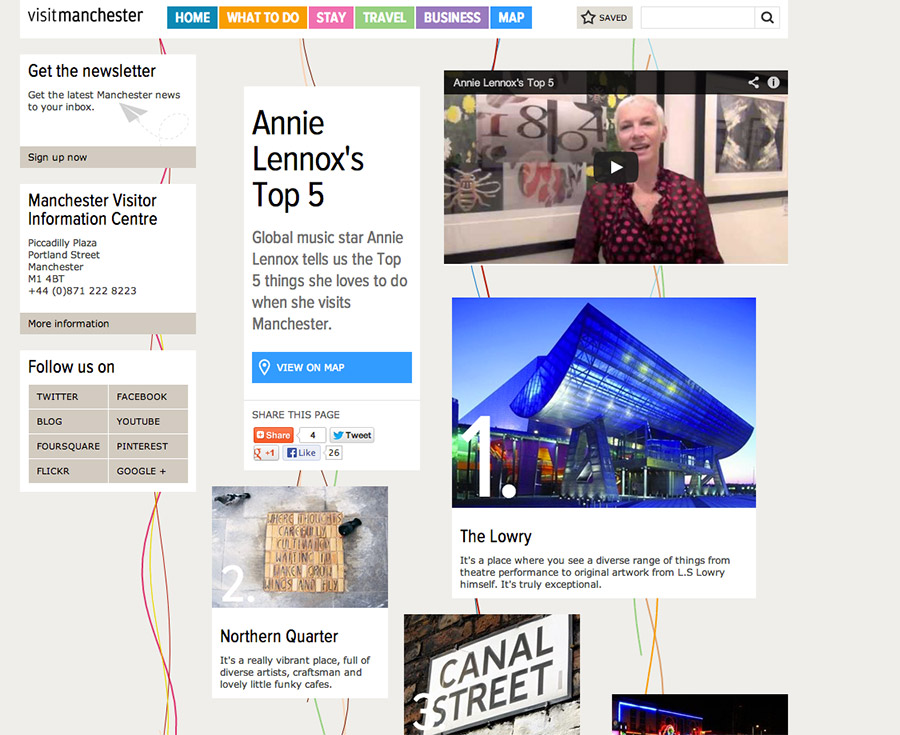 visitmanchester
HOME
WHAT TO DO
STAY
TRAVEL
BUSINESS
MAP
SAVED
Get the newsletter
Get the latest Manchester news
to your inbox.
Sign up now
Manchester Visitor
Information Centre
Piccadilly Plaza
Portland Street
Manchester
M1 4BT
+44 (0)871 222 8223
More information
Follow us on
TWITTER
FACEBOOK
BLOG
YOUTUBE
FOURSQUARE
PINTEREST
FLICKR
GOOGLE +
Annie
Lennox's
Top 5
Global music star Annie
Lennox tells us the Top
5 things she loves to do
when she visits
Manchester.
VIEW ON MAP
SHARE THIS PAGE
Share
4
Tweet
+1
Like
26
Annie Lennox's Top 5
1.
The Lowry
It's a place where you see a diverse range of things from
theatre performance to original artwork from L.S Lowry
himself. It's truly exceptional.
2.
Northern Quarter
It's a really vibrant place, full of
diverse artists, craftsman and
lovely little funky cafes.
3
CANAL
STREET